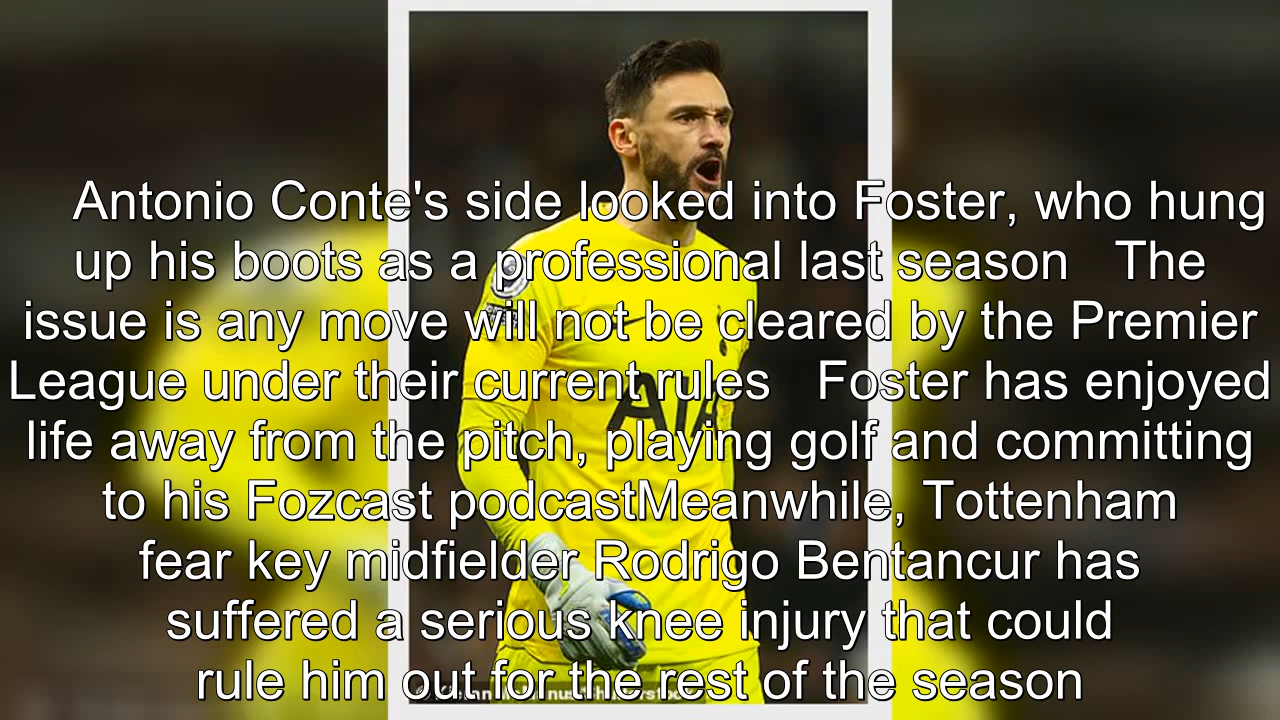 Antonio Conte's side looked into Foster, who hung
up his boots as a professional last season   The
issue is any move will not be cleared by the Premier
League under their current rules   Foster has enjoyed
life away from the pitch, playing golf and committing
to his Fozcast podcastMeanwhile, Tottenham
fear key midfielder Rodrigo Bentancur has
suffered a serious knee injury that could
rule him out for the rest of the season
AIA